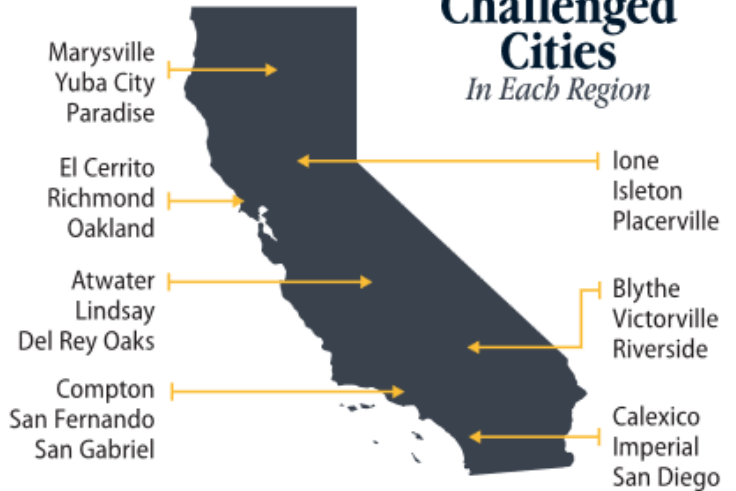 Challenged
Cities
In Each Region
Marysville
Yuba City
Paradise
El Cerrito
Richmond
Oakland
Atwater
Lindsay
Del Rey Oaks
Compton
San Fernando
San Gabriel
Ione
Isleton
Placerville
Blythe
Victorville
Riverside
Calexico
Imperial
San Diego